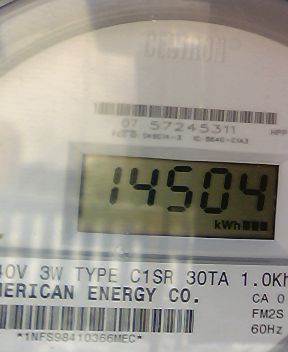 CENTRON
07 57245311
14504
kWh
40V 3W TYPE C1SR 30TA 1.0Kh
MERICAN ENERGY CO.
CA 0
FM2S
60Hz
*1NFS98410366MEC*